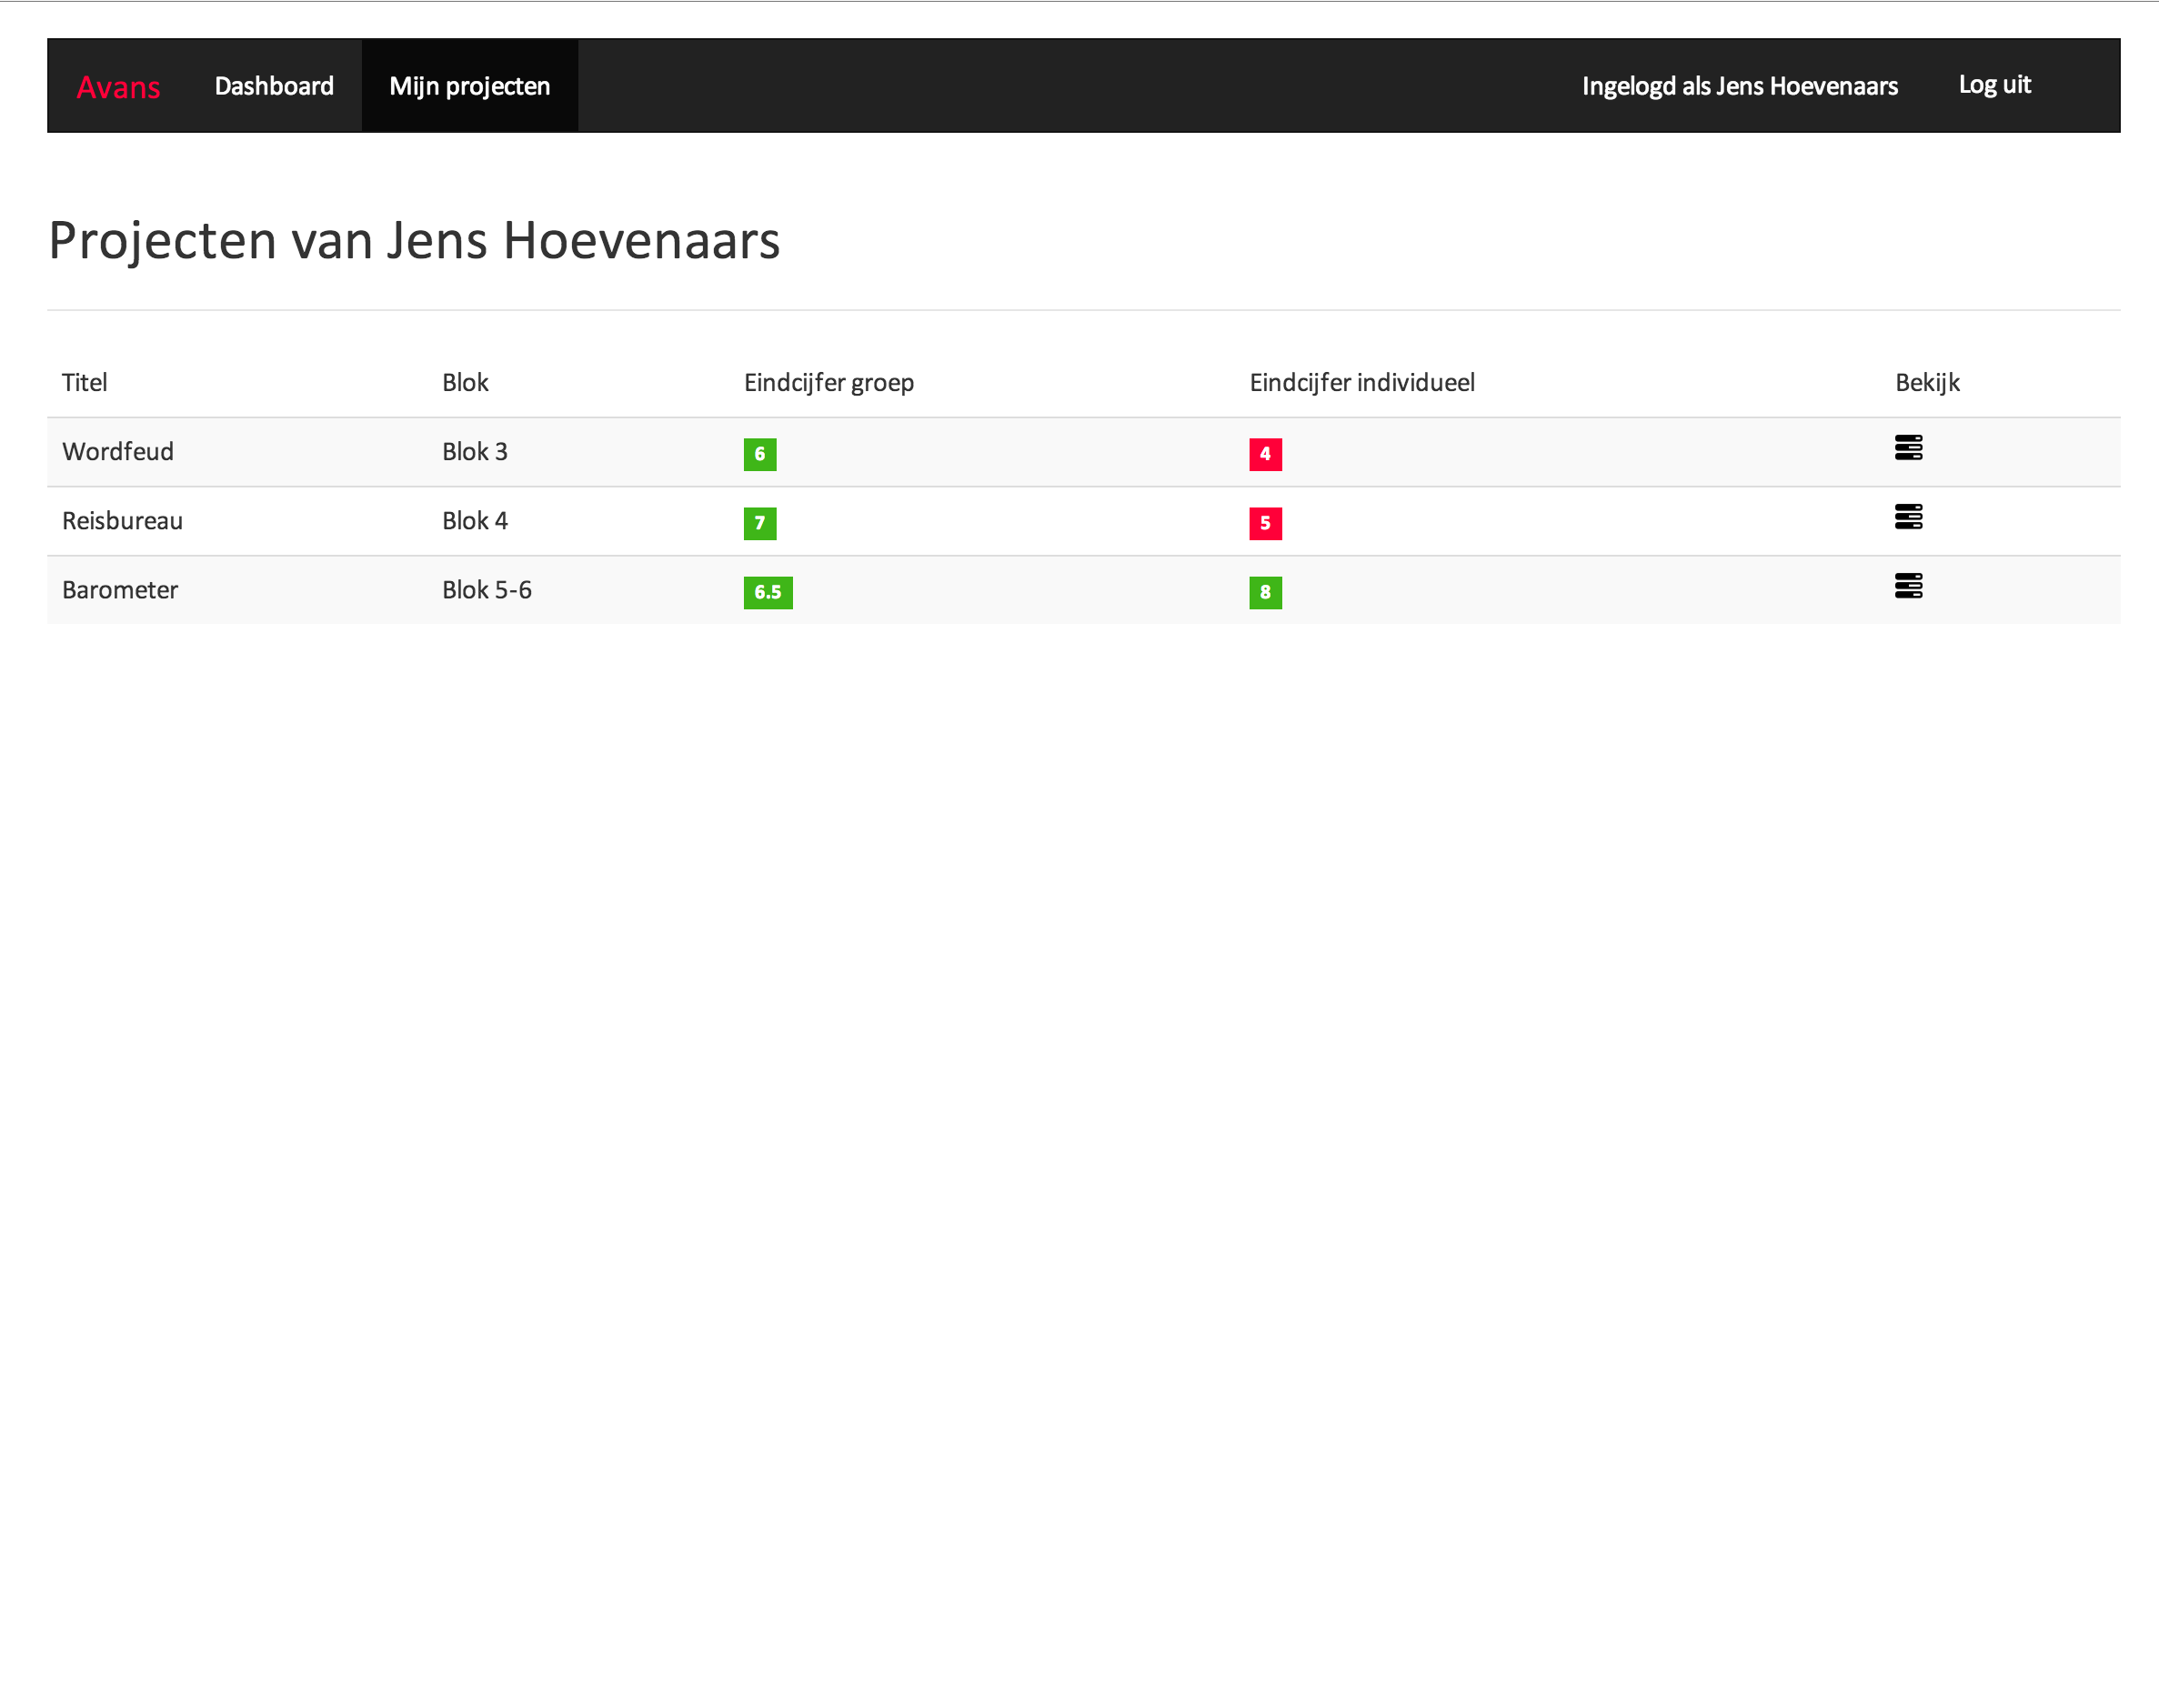 Avans Dashboard Mijn projecten Ingelogd als Jens Hoevenaars Log uit
Projecten van Jens Hoevenaars
Titel Blok Eindcijfer groep Eindcijfer individueel Bekijk
Wordfeud Blok 3 6 4
Reisbureau Blok 4 7 5
Barometer Blok 5-6 6.5 8